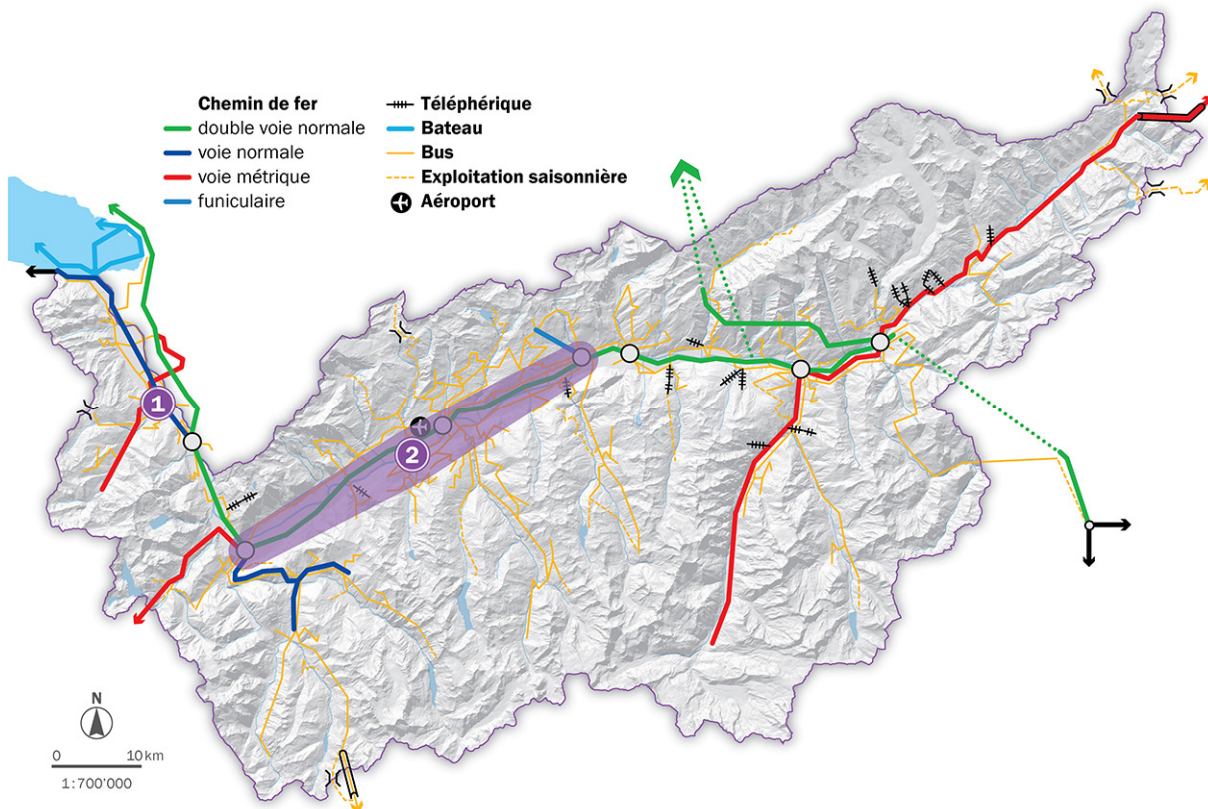 Chemin de fer
double voie normale
voie normale
voie métrique
funiculaire
Téléphérique
Bateau
Bus
Exploitation saisonnière
Aéroport
1
2
N
0 10 km
1:700'000